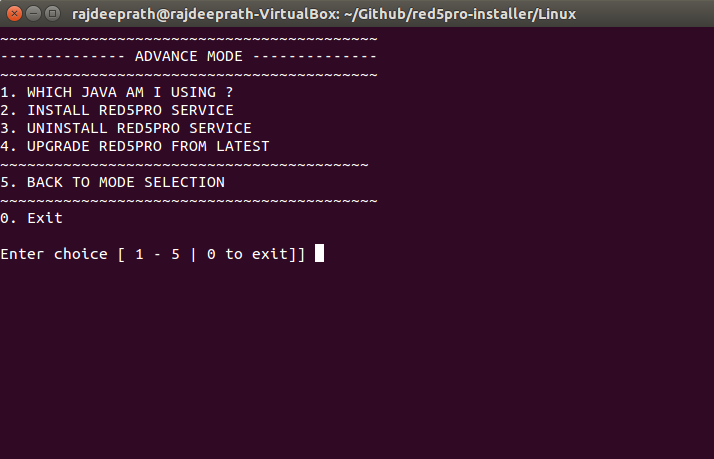 rajdeeprath@rajdeeprath-VirtualBox: ~/Github/red5pro-installer/Linux
~~~~~~~~~~~~~~~~~~~~~~~~~~~~~~~~~~~~~~~~~~
-------------- ADVANCE MODE --------------
~~~~~~~~~~~~~~~~~~~~~~~~~~~~~~~~~~~~~~~~~~
1. WHICH JAVA AM I USING ?
2. INSTALL RED5PRO SERVICE
3. UNINSTALL RED5PRO SERVICE
4. UPGRADE RED5PRO FROM LATEST
~~~~~~~~~~~~~~~~~~~~~~~~~~~~~~~~~~~~~~~~~
5. BACK TO MODE SELECTION
~~~~~~~~~~~~~~~~~~~~~~~~~~~~~~~~~~~~~~~~~~
0. Exit
Enter choice [ 1 - 5 | 0 to exit]]